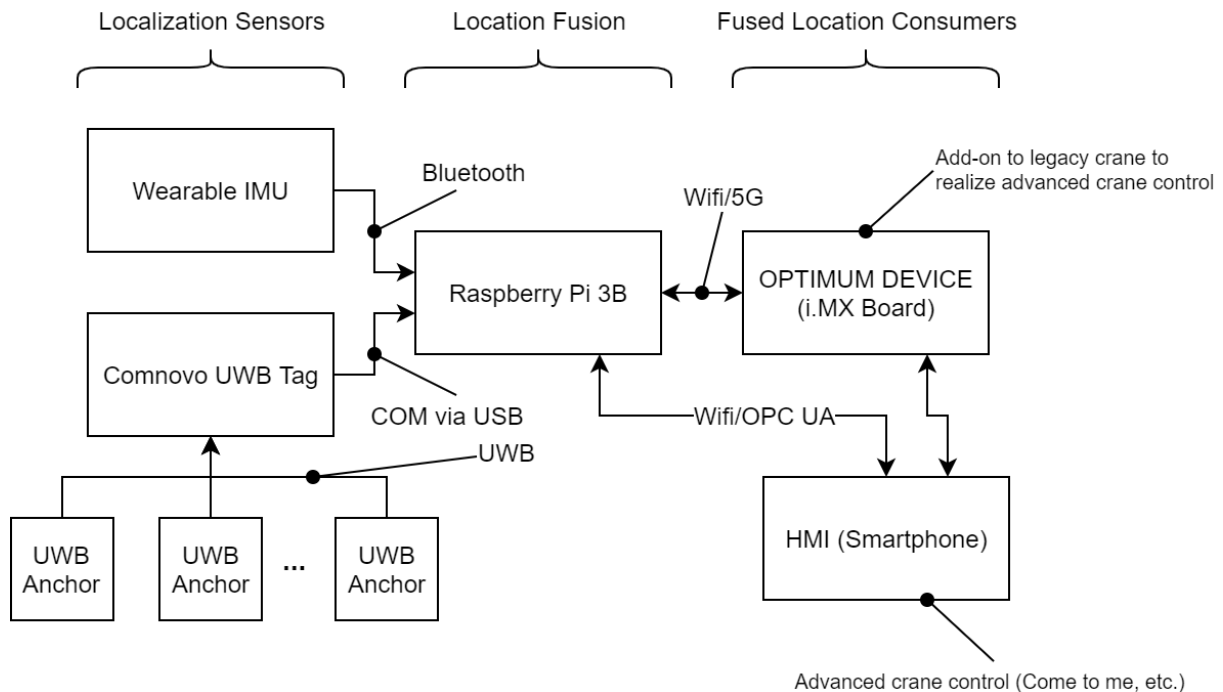 Localization Sensors
Location Fusion
Fused Location Consumers
Wearable IMU
Bluetooth
Wifi/5G
Add-on to legacy crane to
realize advanced crane control
Raspberry Pi 3B
OPTIMUM DEVICE
(i.MX Board)
Comnovo UWB Tag
COM via USB
Wifi/OPC UA
UWB
UWB
Anchor
UWB
Anchor
...
UWB
Anchor
HMI (Smartphone)
Advanced crane control (Come to me, etc.)